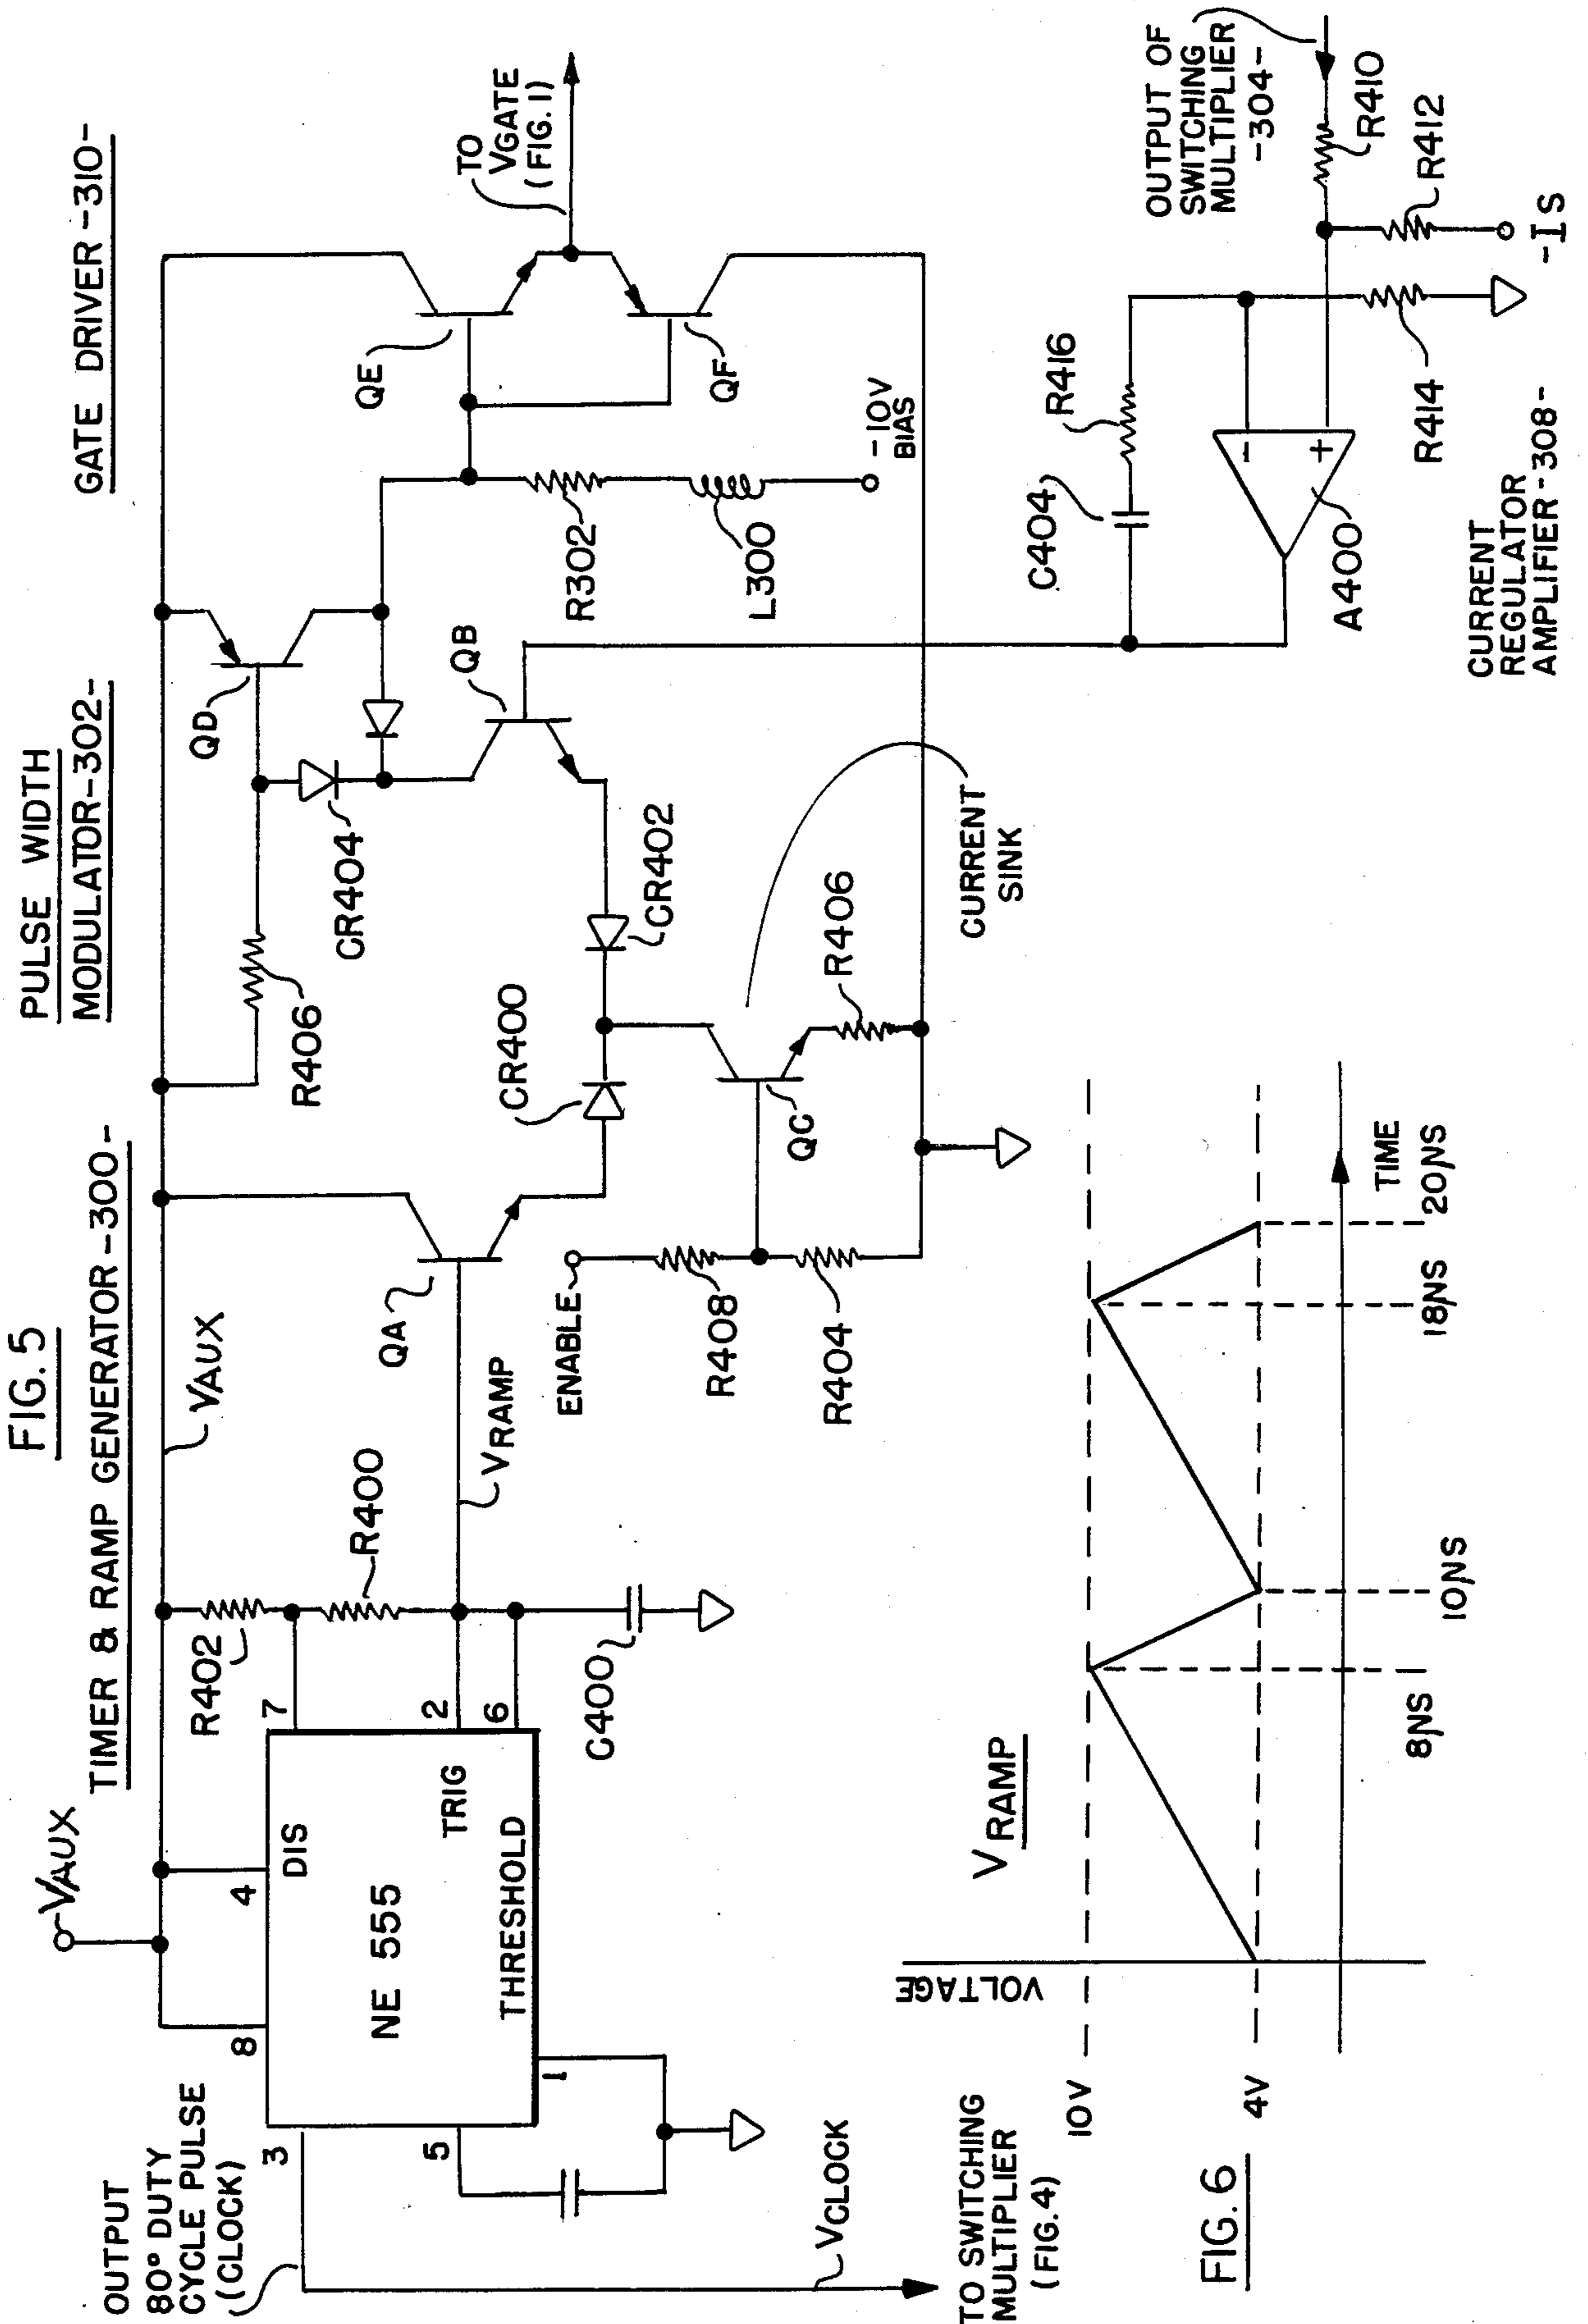 FIG. 5
TIMER & RAMP GENERATOR -300-
PULSE WIDTH
MODULATOR-302-
GATE DRIVER -310-
VAUX
VAUX
OUTPUT
80° DUTY
CYCLE PULSE
(CLOCK)
3
8
4
DIS
7
NE 555
TRIG
2
THRESHOLD
6
5
1
R402
R400
C400
VRAMP
QA
ENABLE
R408
R404
R406
CR404
QD
QB
CR400
CR402
QC
R406
CURRENT
SINK
R302
L300
-10V
BIAS
QE
QF
TO
VGATE
(FIG. 1)
VCLOCK
TO SWITCHING
MULTIPLIER
(FIG. 4)
C404
R416
A400
-
+
R414
R412
R410
-IS
OUTPUT OF
SWITCHING
MULTIPLIER
-304-
CURRENT
REGULATOR
AMPLIFIER-308-
FIG. 6
VRAMP
VOLTAGE
10V
4V
8µS
10µS
18µS
20µS
TIME